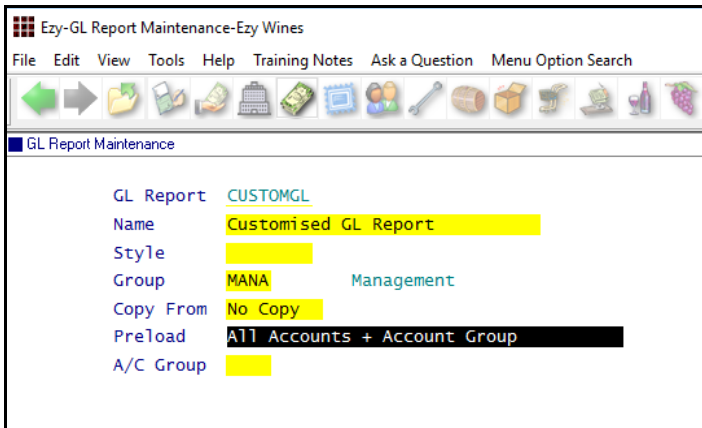 Ezy-GL Report Maintenance-Ezy Wines
File Edit View Tools Help Training Notes Ask a Question Menu Option Search
GL Report Maintenance
GL Report CUSTOMGL
Name Customised GL Report
Style
Group MANA Management
Copy From No Copy
Preload All Accounts + Account Group
A/C Group